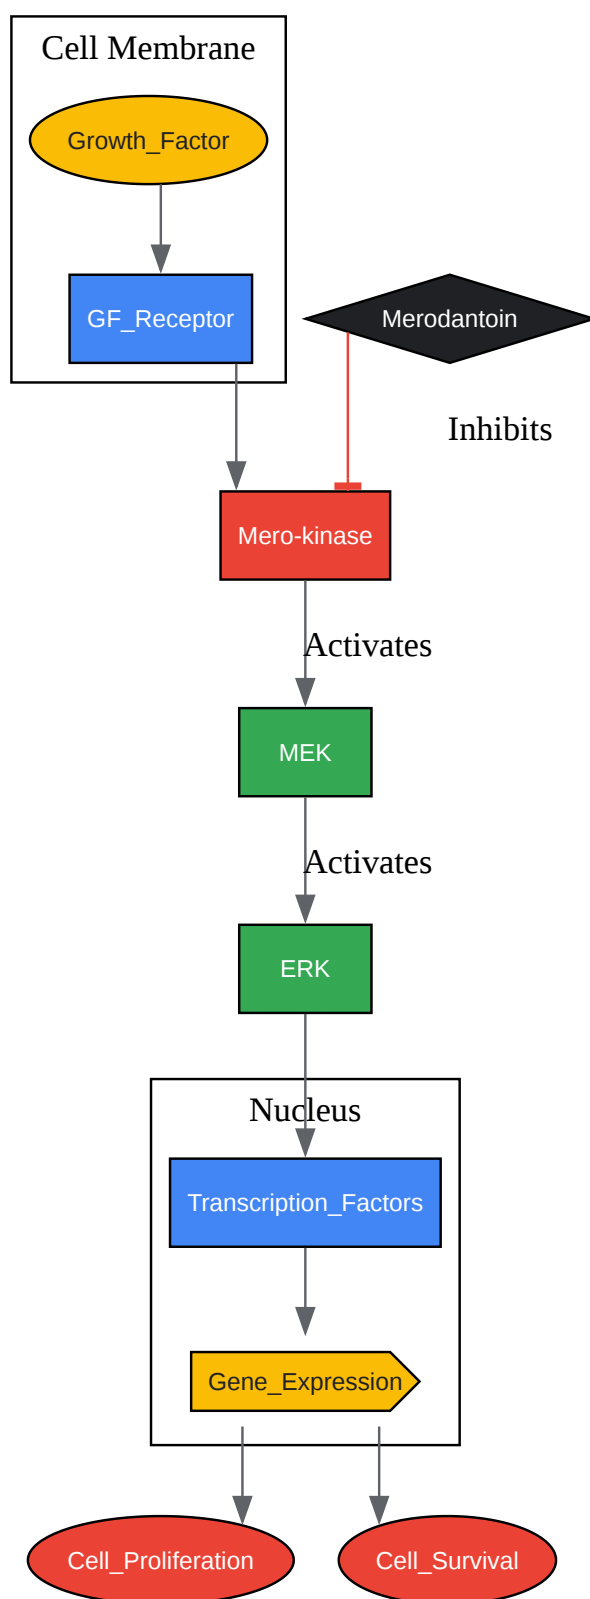 Cell Membrane
Growth_Factor
GF_Receptor
Merodantoin
Inhibits
Mero-kinase
Activates
MEK
Activates
ERK
Nucleus
Transcription_Factors
Gene_Expression
Cell_Proliferation
Cell_Survival